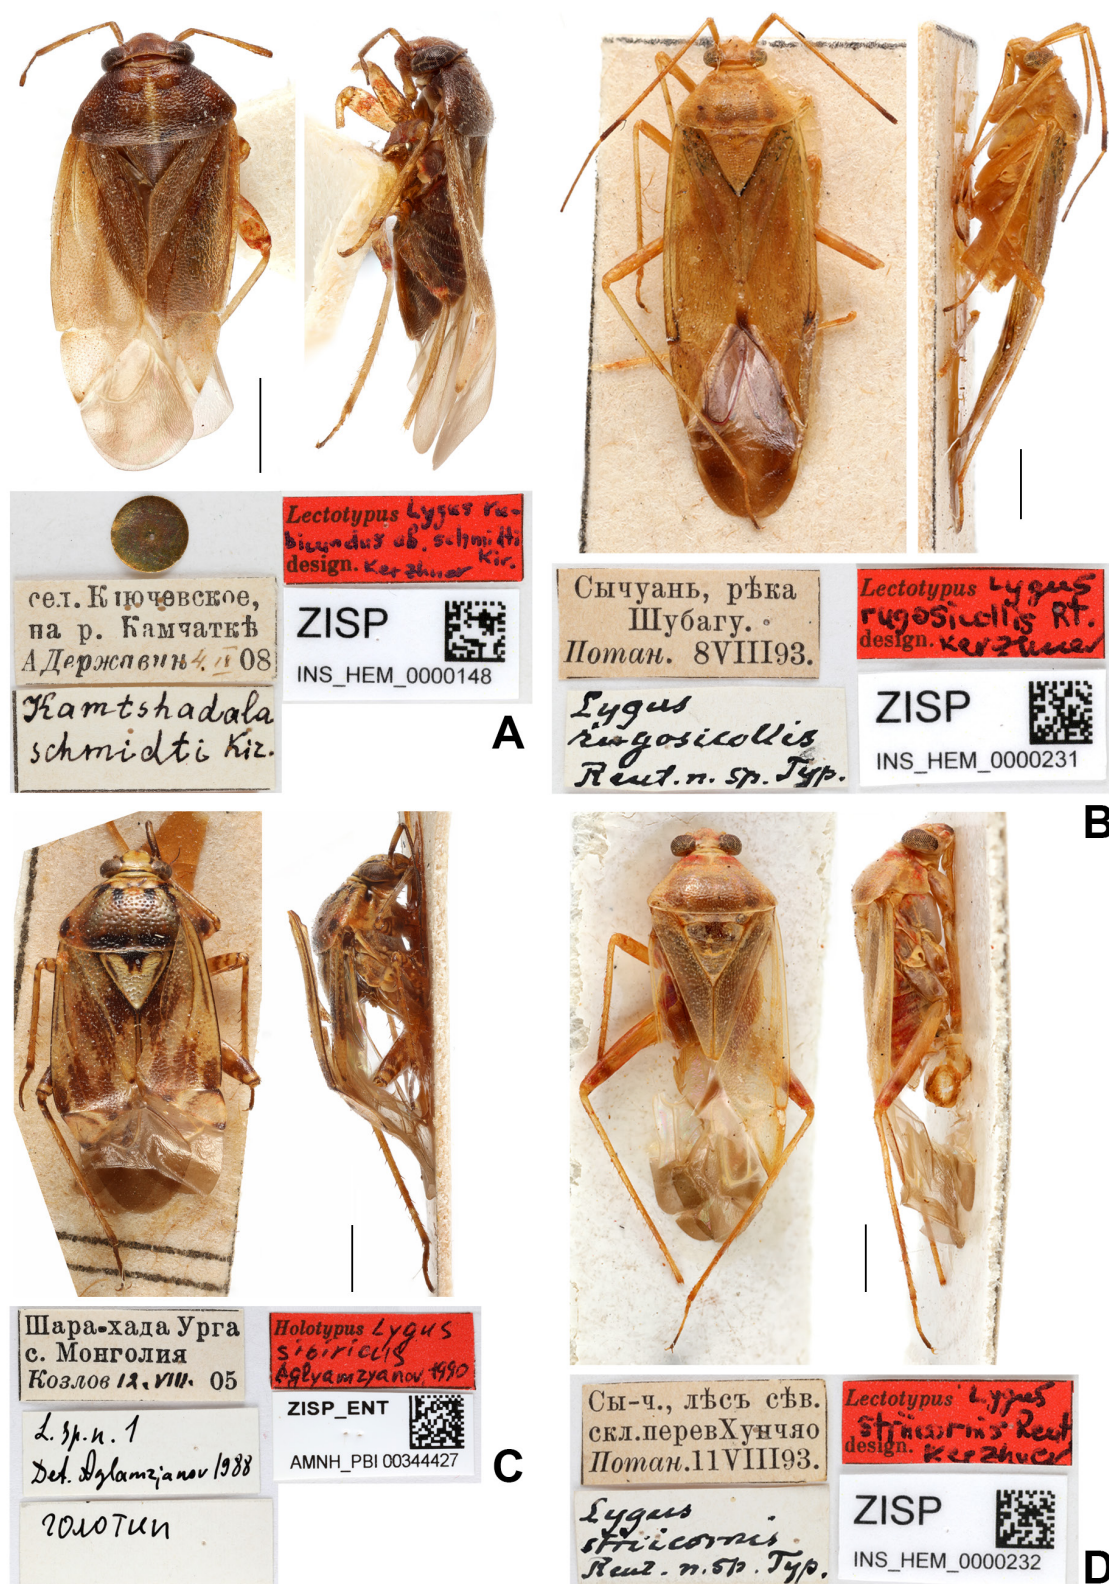 Lectotypus Lygus ru-
bicundus ab. schmidti
Kir.
design. Kerzhner
сел. Ключевское,
на р. Камчаткѣ
А Державин 4.IX 08
ZISP
INS_HEM_0000148
Kamtshadala
schmidti Kir.
A
Сычуань, рѣка
Шубагу.
Потан. 8VIII93.
Lectotypus Lygus
rugosicollis Rt.
design. Kerzhner
Lygus
rugosicollis
Reut. n. sp. Typ.
ZISP
INS_HEM_0000231
B
Шара-хада Урга
с. Монголия
Козлов 12.VIII. 05
Holotypus Lygus
sibiricus
Aglyamzyanov, 1990
L. sp. n. 1
Det. Aglamzjanov 1988
ZISP_ENT
AMNH_PBI 00344427
голотип
C
Сы-ч., лѣсъ сѣв.
скл.перев Хунчяо
Потан.11VIII93.
Lectotypus Lygus
striicornis Reut
design. Kerzhner
Lygus
striicornis
Reut. n. sp. Typ.
ZISP
INS_HEM_0000232
D